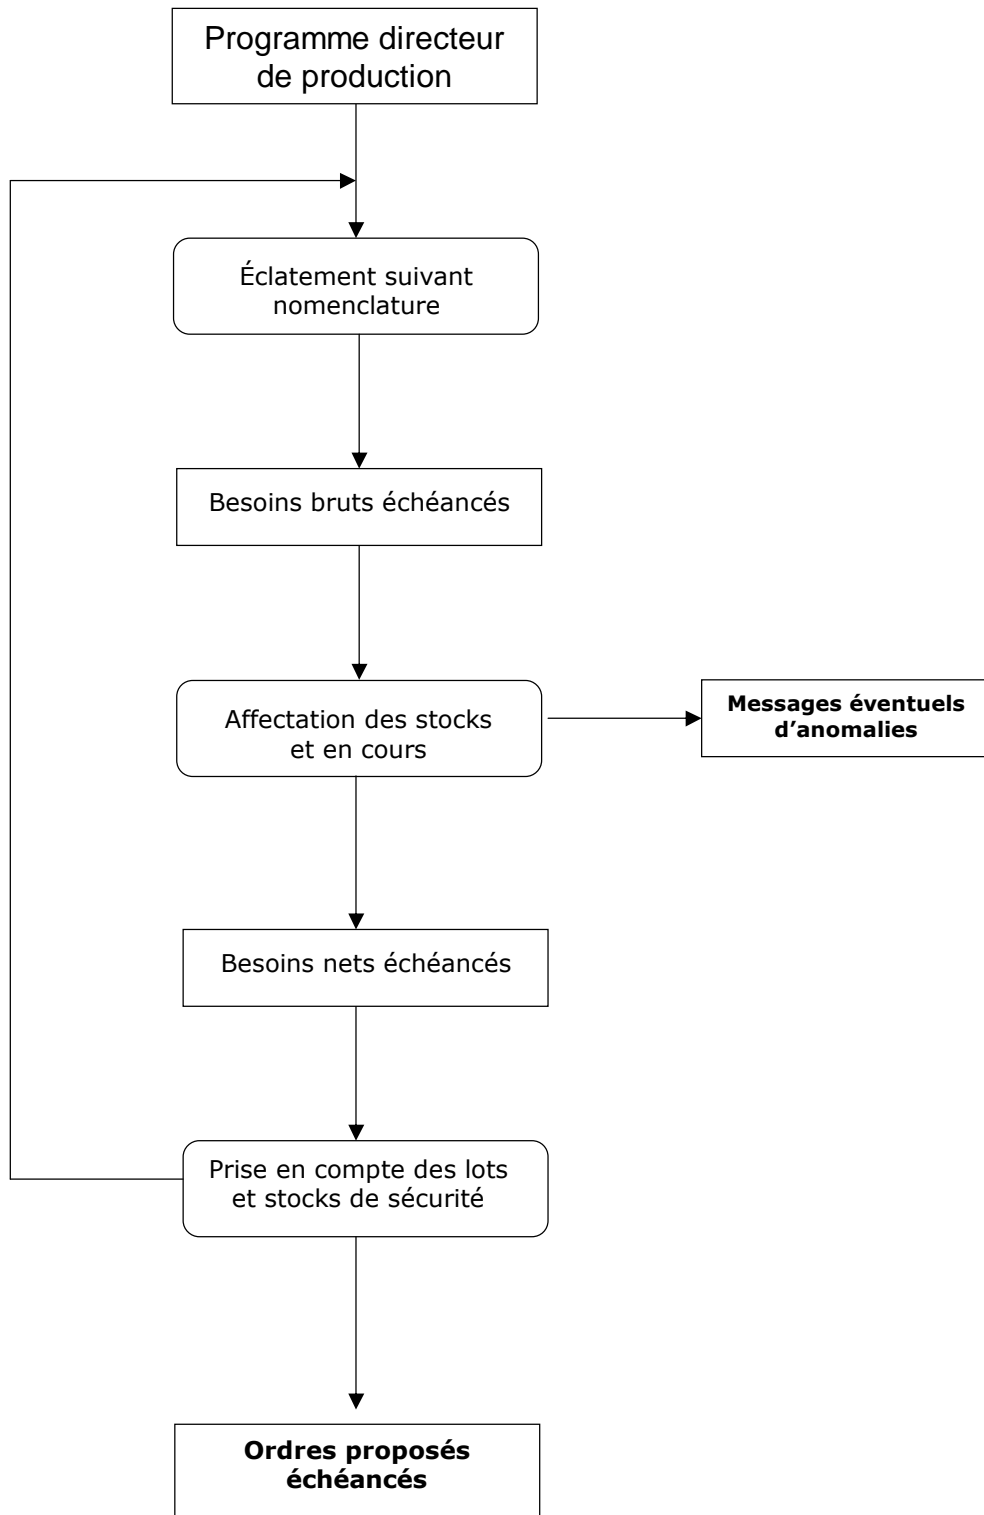 Programme directeur
de production
Éclatement suivant
nomenclature
Besoins bruts échéancés
Affectation des stocks
et en cours
Messages éventuels
d’anomalies
Besoins nets échéancés
Prise en compte des lots
et stocks de sécurité
Ordres proposés
échéancés